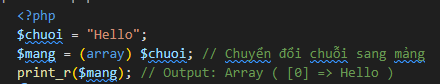 <?php
$chuoi = "Hello";
$mang = (array) $chuoi; // Chuyển đổi chuỗi sang mảng
print_r($mang); // Output: Array ( [0] => Hello )